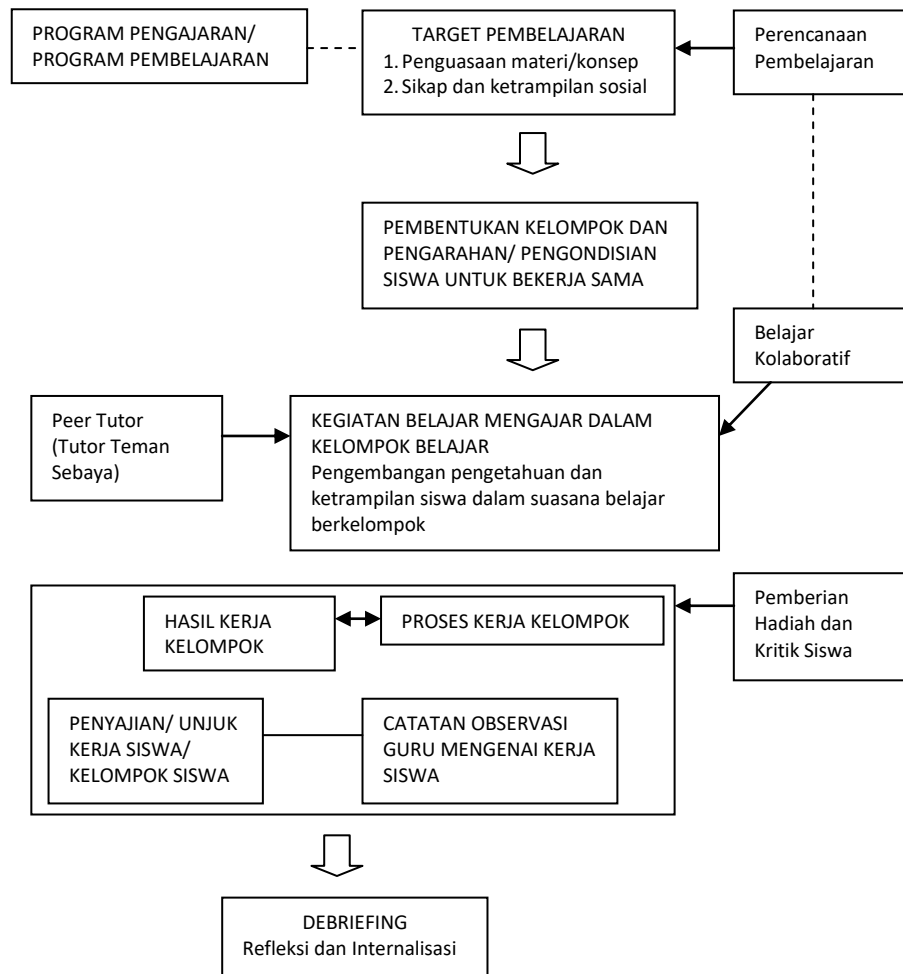 PROGRAM PENGAJARAN/
PROGRAM PEMBELAJARAN
TARGET PEMBELAJARAN
1. Penguasaan materi/konsep
2. Sikap dan ketrampilan sosial
Perencanaan
Pembelajaran
PEMBENTUKAN KELOMPOK DAN
PENGARAHAN/ PENGONDISIAN
SISWA UNTUK BEKERJA SAMA
Belajar
Kolaboratif
Peer Tutor
(Tutor Teman
Sebaya)
KEGIATAN BELAJAR MENGAJAR DALAM
KELOMPOK BELAJAR
Pengembangan pengetahuan dan
ketrampilan siswa dalam suasana belajar
berkelompok
HASIL KERJA
KELOMPOK
PROSES KERJA KELOMPOK
Pemberian
Hadiah dan
Kritik Siswa
PENYAJIAN/ UNJUK
KERJA SISWA/
KELOMPOK SISWA
CATATAN OBSERVASI
GURU MENGENAI KERJA
SISWA
DEBRIEFING
Refleksi dan Internalisasi